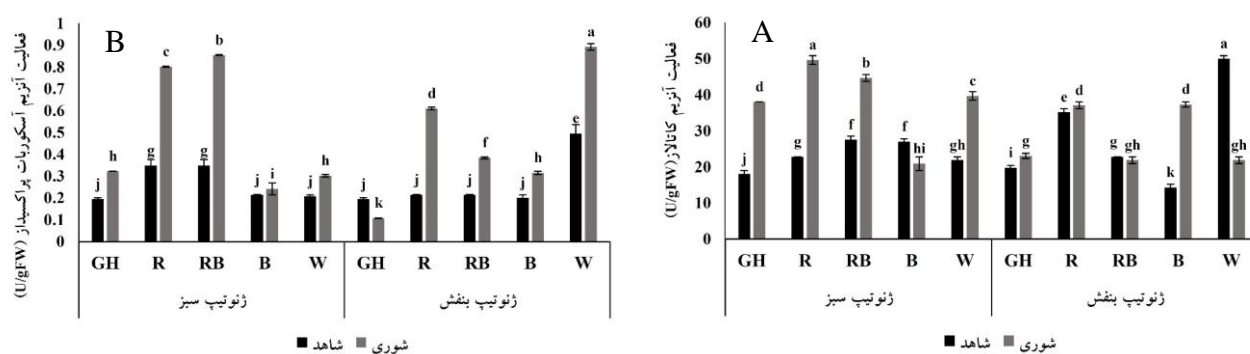 B
فعالیت آنزیم آسکوربات پراکسیداز (U/gFW)
1
0.9
0.8
0.7
0.6
0.5
0.4
0.3
0.2
0.1
0
j h g c g b j i j h j k j d j f j h e a
GH R RB B W GH R RB B W
ژنوتیپ سبز ژنوتیپ بنفش
شاهد شوری
A
فعالیت آنزیم کاتالاز (U/gFW)
60
50
40
30
20
10
0
j d g a f b f hi gh c i g e d g gh k d a gh
GH R RB B W GH R RB B W
ژنوتیپ سبز ژنوتیپ بنفش
شاهد شوری